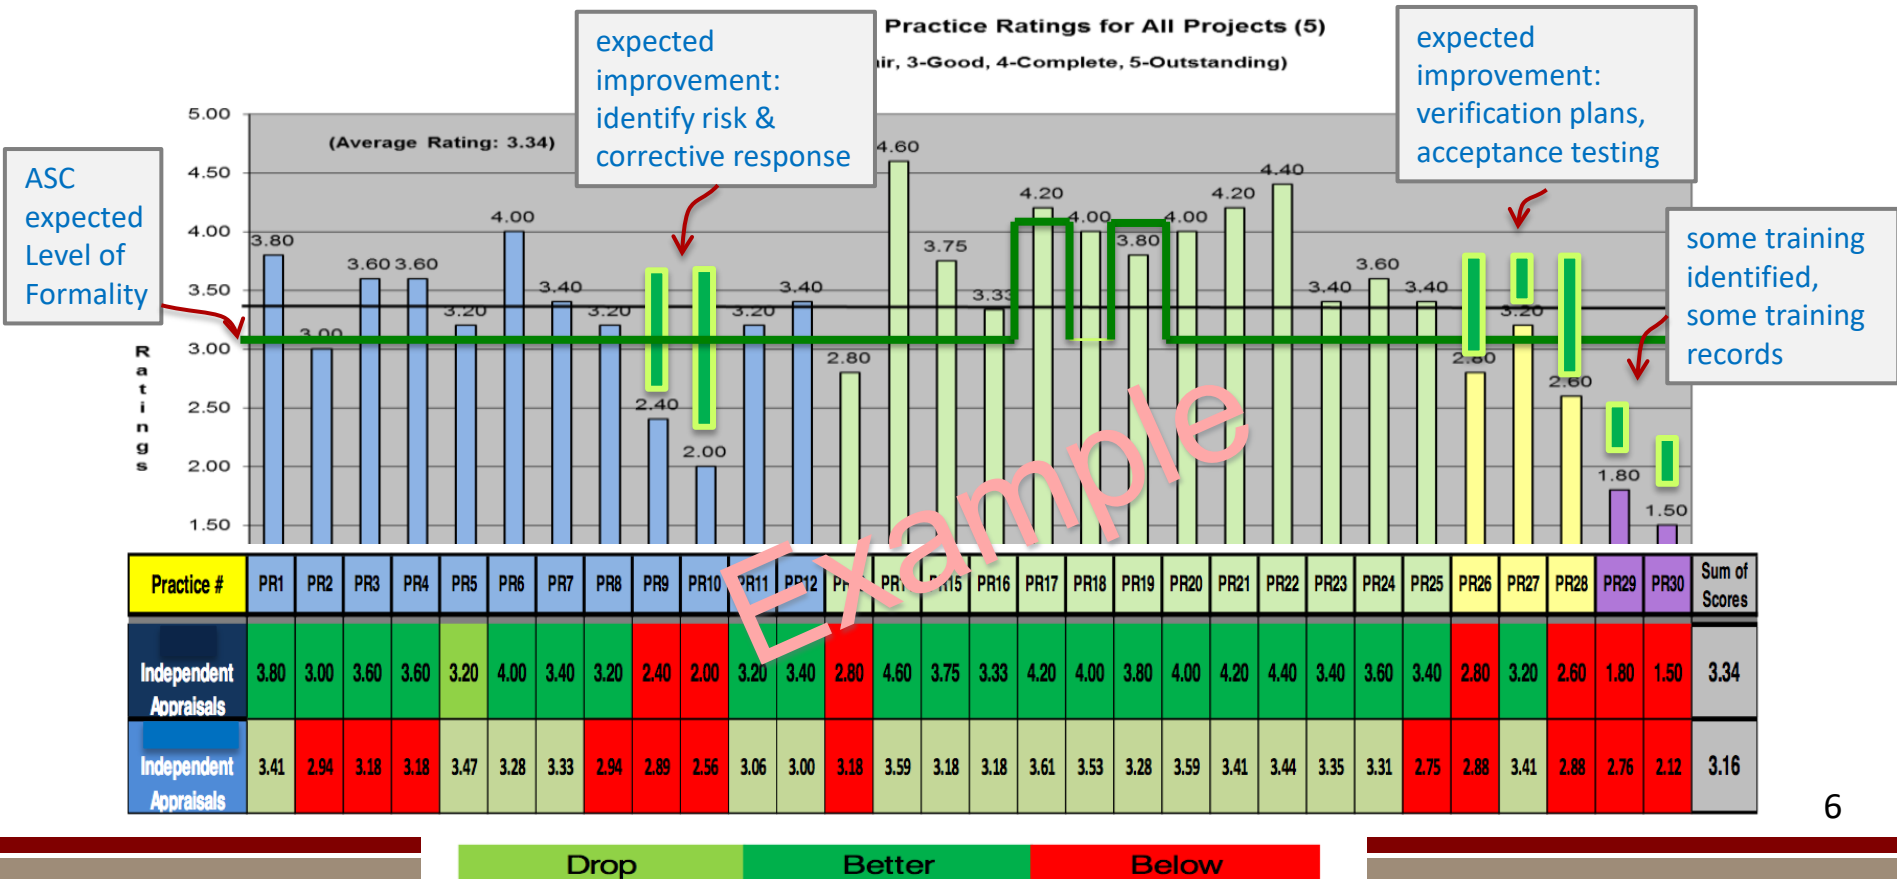 Practice Ratings for All Projects (5)
ir, 3-Good, 4-Complete, 5-Outstanding)
expected
improvement:
identify risk &
corrective response
expected
improvement:
verification plans,
acceptance testing
ASC
expected
Level of
Formality
some training
identified,
some training
records
(Average Rating: 3.34)
Ratings
5.00
4.50
4.00
3.50
3.00
2.50
2.00
1.50
3.80 3.00 3.60 3.60 3.20 4.00 3.40 3.20 2.40 2.00 3.20 3.40 2.80 4.60 3.75 3.33 4.20 4.00 3.80 4.00 4.20 4.40 3.40 3.60 3.40 2.80 3.20 2.60 1.80 1.50
Example
Practice # PR1 PR2 PR3 PR4 PR5 PR6 PR7 PR8 PR9 PR10 PR11 PR12 PR15 PR16 PR17 PR18 PR19 PR20 PR21 PR22 PR23 PR24 PR25 PR26 PR27 PR28 PR29 PR30 Sum of Scores
Independent Appraisals 3.80 3.00 3.60 3.60 3.20 4.00 3.40 3.20 2.40 2.00 3.20 3.40 2.80 4.60 3.75 3.33 4.20 4.00 3.80 4.00 4.20 4.40 3.40 3.60 3.40 2.80 3.20 2.60 1.80 1.50 3.34
Independent Appraisals 3.41 2.94 3.18 3.18 3.47 3.28 3.33 2.94 2.89 2.56 3.06 3.00 3.18 3.59 3.18 3.18 3.61 3.53 3.28 3.59 3.41 3.44 3.35 3.31 2.75 2.88 3.41 2.88 2.76 2.12 3.16
6
Drop Better Below